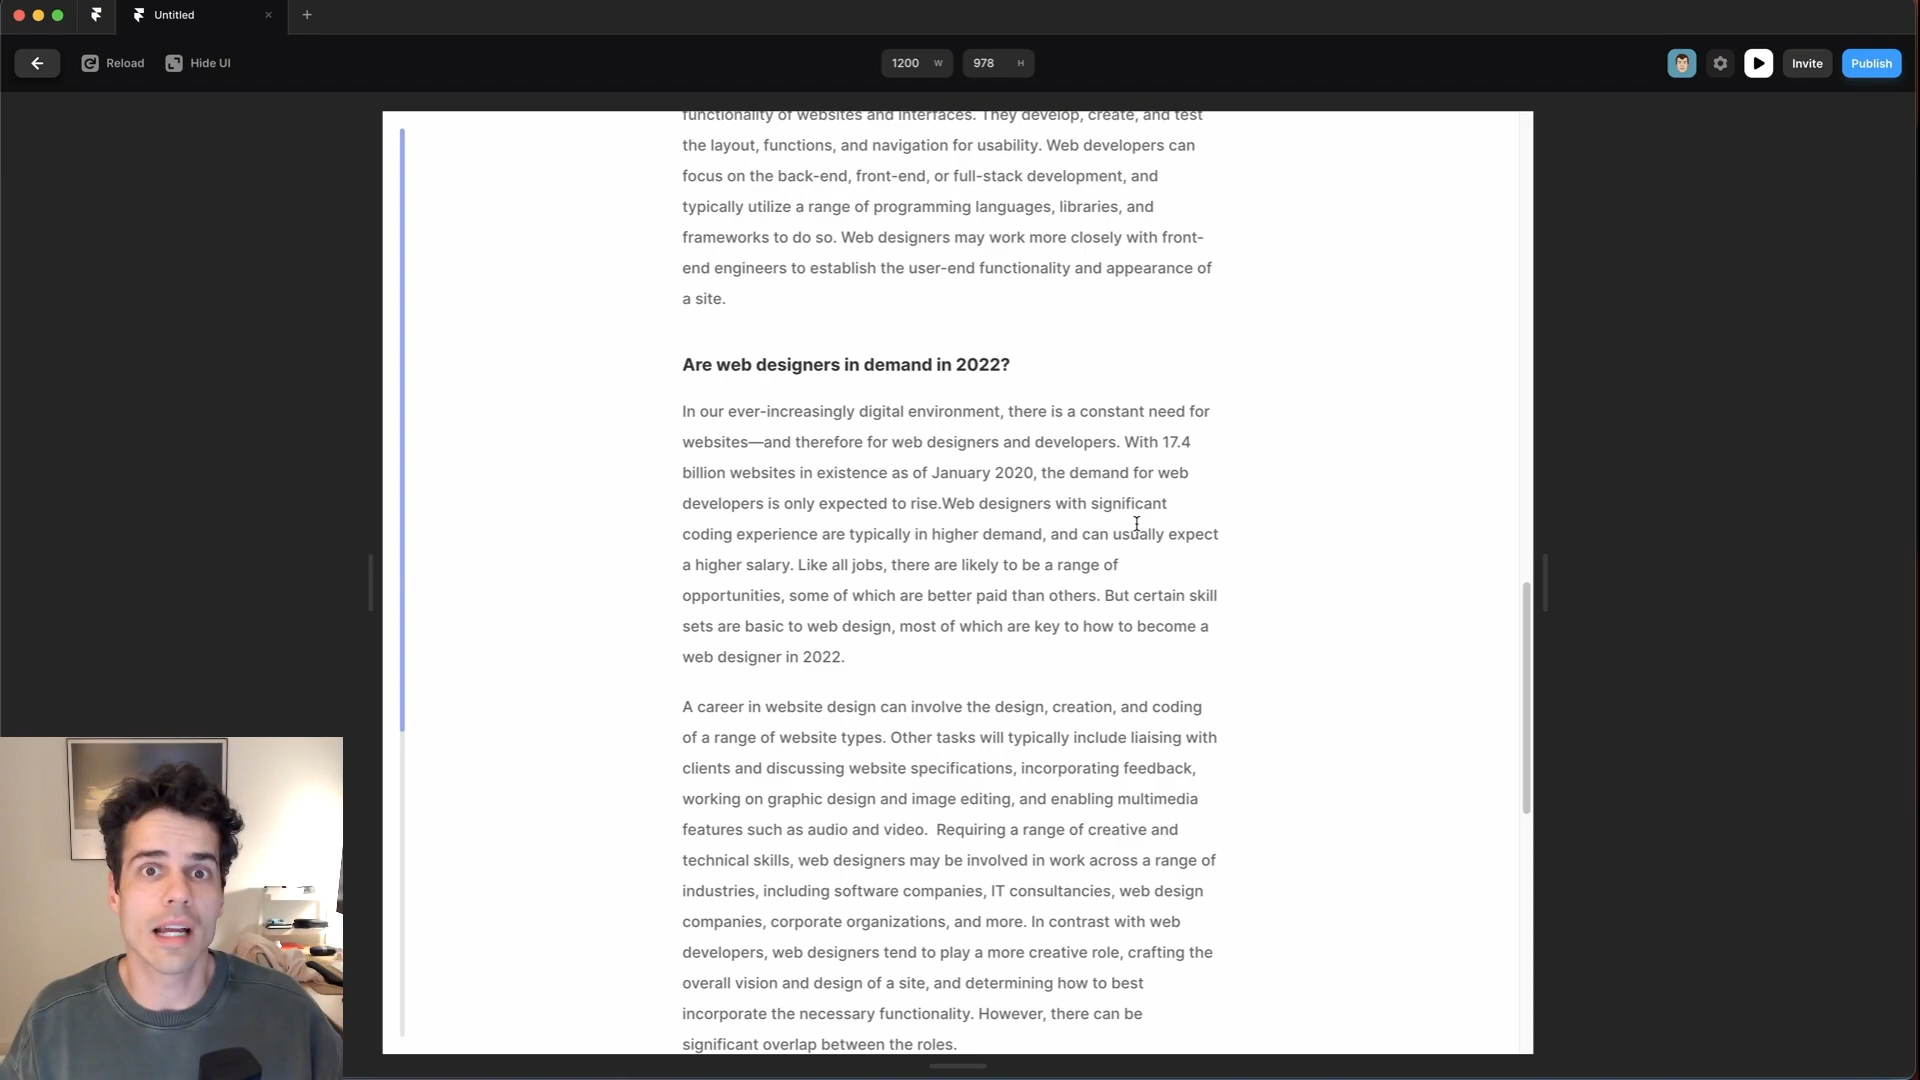 Untitled
Reload
Hide UI
1200 W
978 H
Invite
Publish
functionality of websites and interfaces. They develop, create, and test
the layout, functions, and navigation for usability. Web developers can
focus on the back-end, front-end, or full-stack development, and
typically utilize a range of programming languages, libraries, and
frameworks to do so. Web designers may work more closely with front-
end engineers to establish the user-end functionality and appearance of
a site.
Are web designers in demand in 2022?
In our ever-increasingly digital environment, there is a constant need for
websites—and therefore for web designers and developers. With 17.4
billion websites in existence as of January 2020, the demand for web
developers is only expected to rise.Web designers with significant
coding experience are typically in higher demand, and can usually expect
a higher salary. Like all jobs, there are likely to be a range of
opportunities, some of which are better paid than others. But certain skill
sets are basic to web design, most of which are key to how to become a
web designer in 2022.
A career in website design can involve the design, creation, and coding
of a range of website types. Other tasks will typically include liaising with
clients and discussing website specifications, incorporating feedback,
working on graphic design and image editing, and enabling multimedia
features such as audio and video.  Requiring a range of creative and
technical skills, web designers may be involved in work across a range of
industries, including software companies, IT consultancies, web design
companies, corporate organizations, and more. In contrast with web
developers, web designers tend to play a more creative role, crafting the
overall vision and design of a site, and determining how to best
incorporate the necessary functionality. However, there can be
significant overlap between the roles.